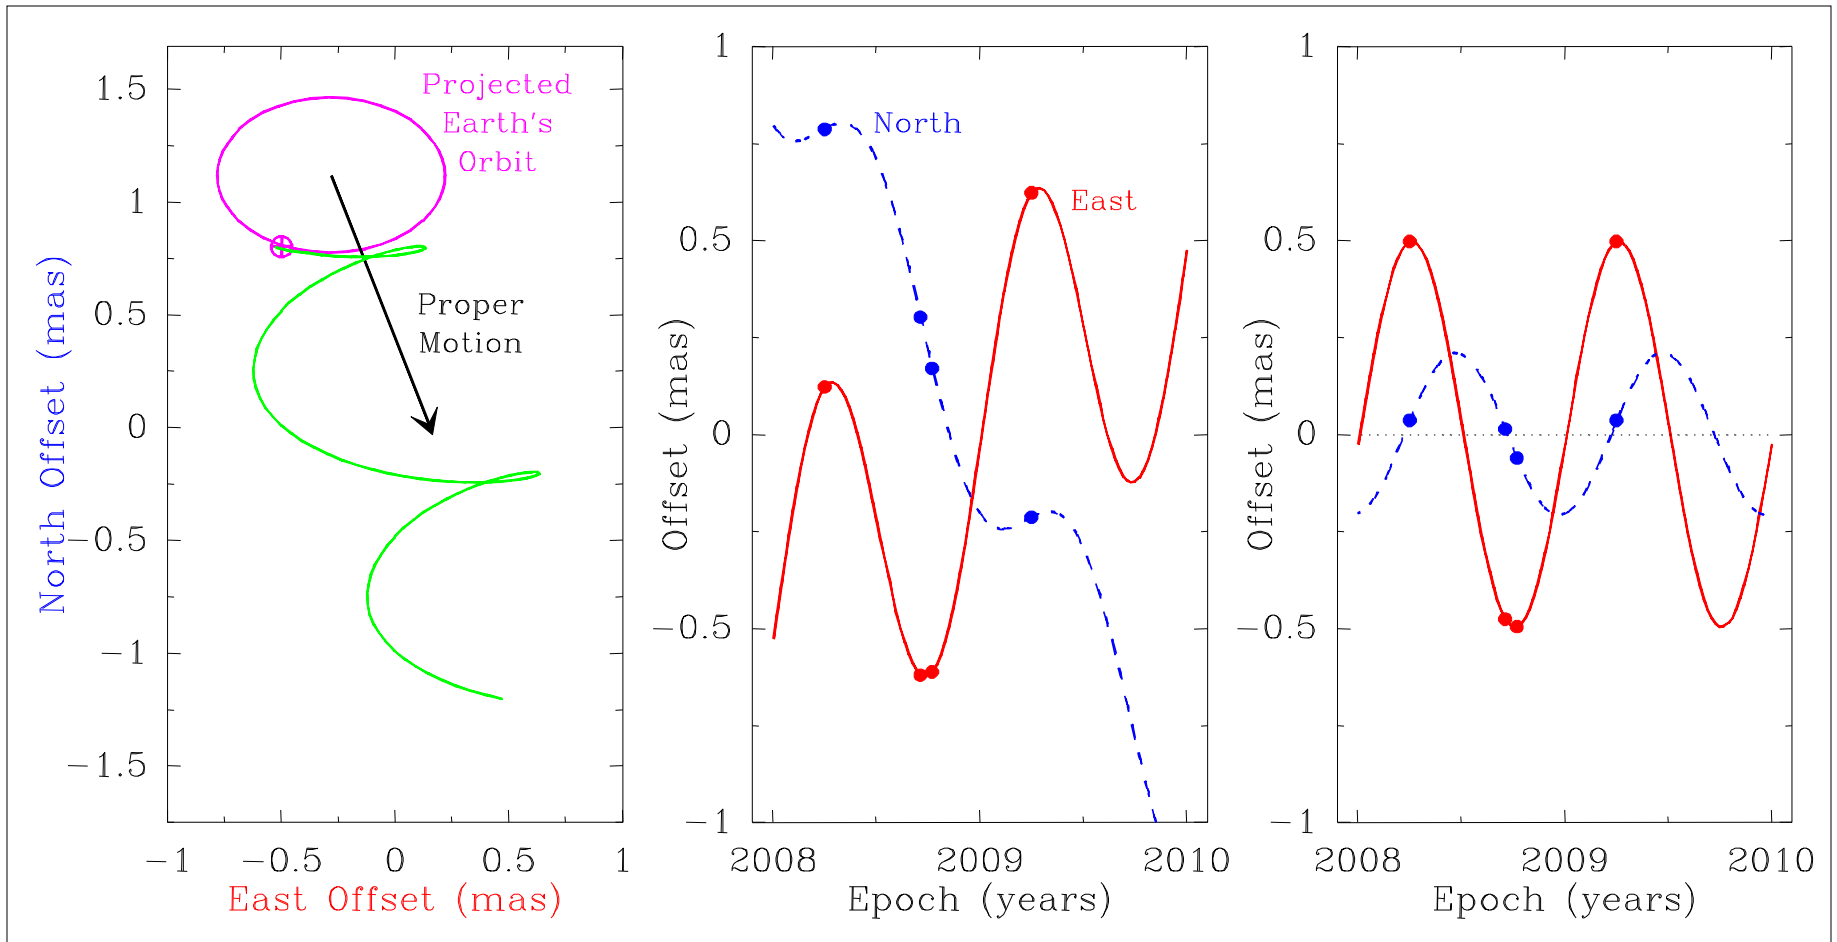 Projected
Earth's
Orbit
Proper
Motion
1.5
1
0.5
0
−0.5
−1
−1.5
North Offset (mas)
−1 −0.5 0 0.5 1
East Offset (mas)
North
East
1
0.5
0
−0.5
−1
Offset (mas)
2008 2009 2010
Epoch (years)
1
0.5
0
−0.5
−1
Offset (mas)
2008 2009 2010
Epoch (years)